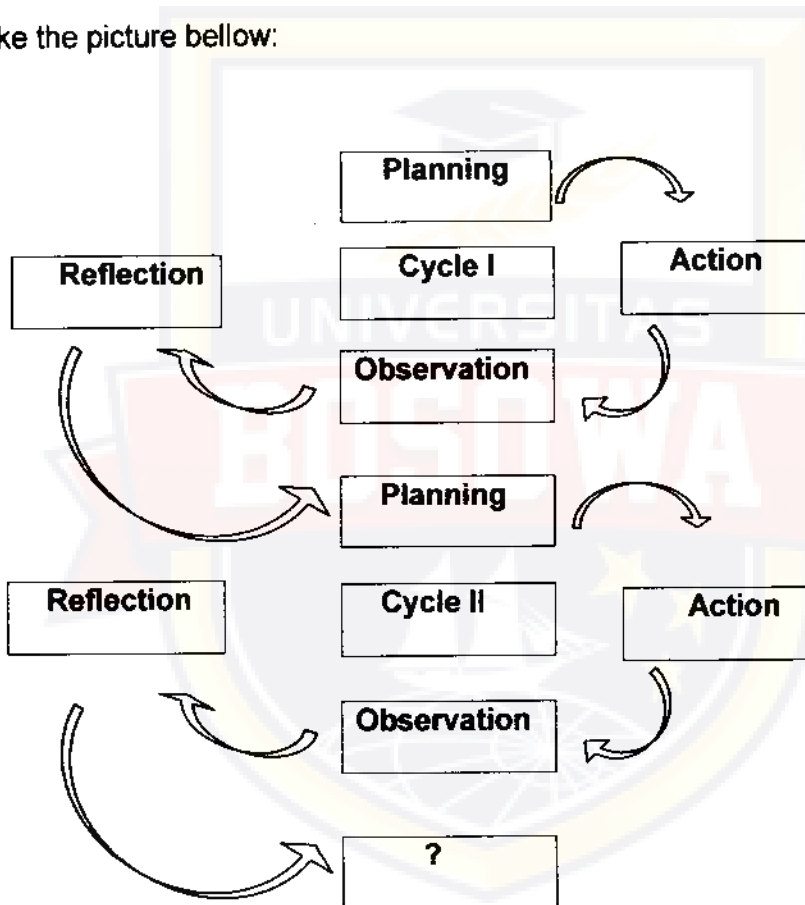 ke the picture bellow:
Planning
Reflection
Cycle I
Action
UNIVERSITAS
Observation
BOSOWA
Planning
Reflection
Cycle II
Action
Observation
?